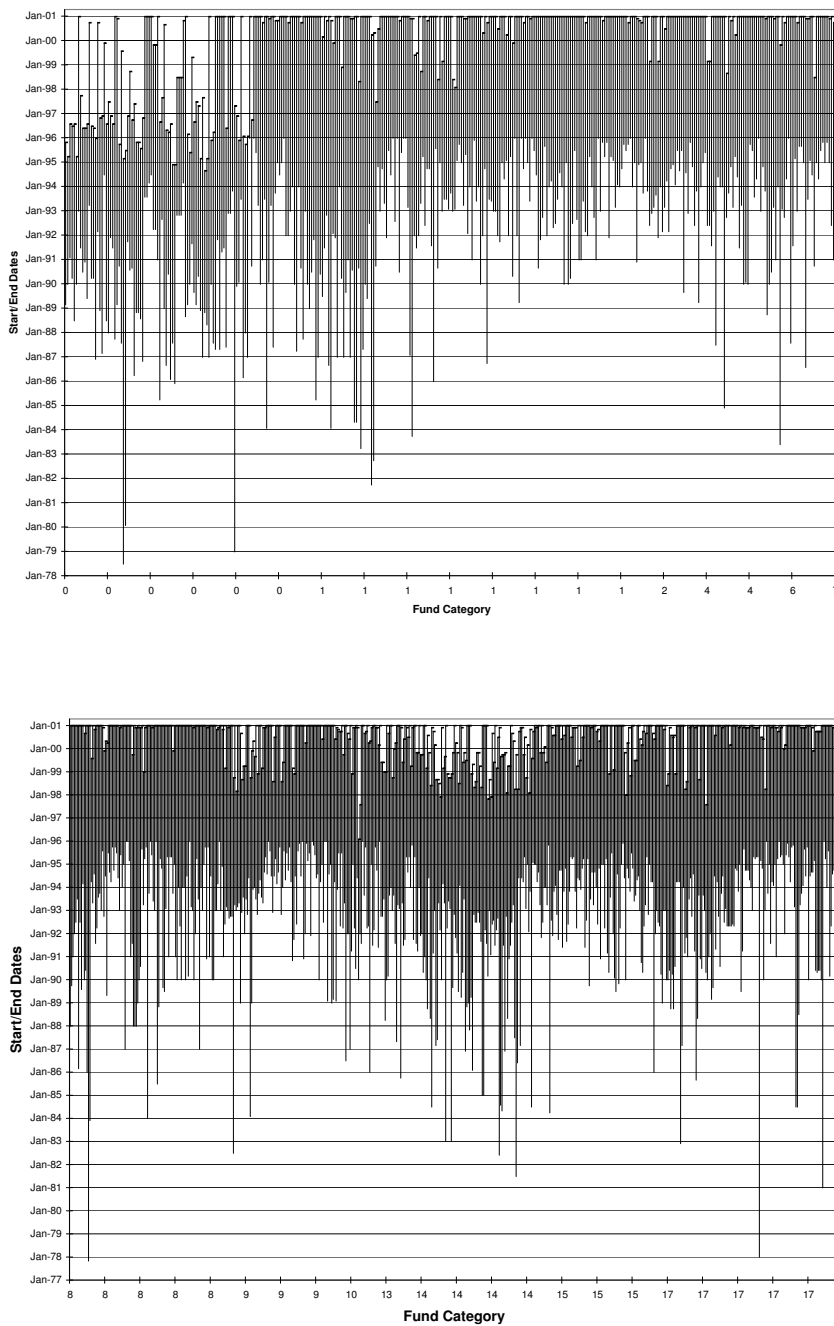 Jan-01
Jan-00
Jan-99
Jan-98
Jan-97
Jan-96
Jan-95
Jan-94
Jan-93
Jan-92
Jan-91
Jan-90
Jan-89
Jan-88
Jan-87
Jan-86
Jan-85
Jan-84
Jan-83
Jan-82
Jan-81
Jan-80
Jan-79
Jan-78
Start/End Dates
0 0 0 0 0 0 1 1 1 1 1 1 1 1 2 4 4 6
Fund Category
Jan-01
Jan-00
Jan-99
Jan-98
Jan-97
Jan-96
Jan-95
Jan-94
Jan-93
Jan-92
Jan-91
Jan-90
Jan-89
Jan-88
Jan-87
Jan-86
Jan-85
Jan-84
Jan-83
Jan-82
Jan-81
Jan-80
Jan-79
Jan-78
Jan-77
Start/End Dates
8 8 8 8 8 9 9 9 10 13 14 14 14 14 15 15 15 17 17 17 17 17
Fund Category